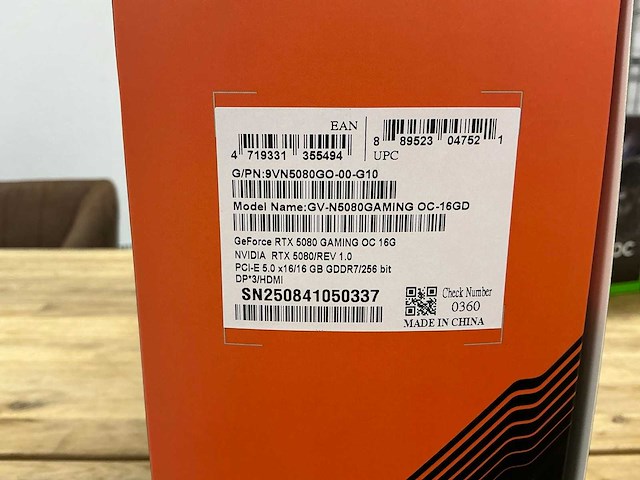 EAN
4 719331 355494
8 89523 04752 1
UPC
G/PN:9VN5080GO-00-G10
Model Name:GV-N5080GAMING OC-16GD
GeForce RTX 5080 GAMING OC 16G
NVIDIA RTX 5080/REV 1.0
PCI-E 5.0 x16/16 GB GDDR7/256 bit
DP*3/HDMI
SN250841050337
Check Number
0360
MADE IN CHINA
OC